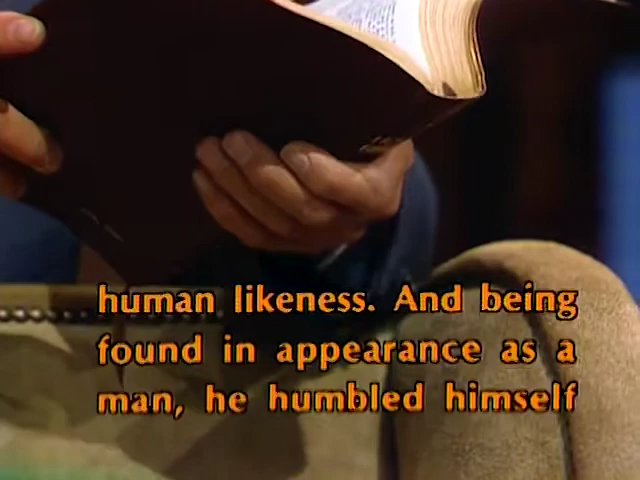 human likeness. And being
found in appearance as a
man, he humbled himself